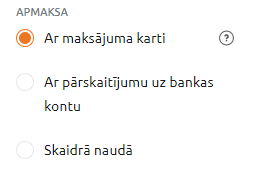 APMAKSA
Ar maksājuma karti ?
Ar pārskaitījumu uz bankas
kontu
Skaidrā naudā